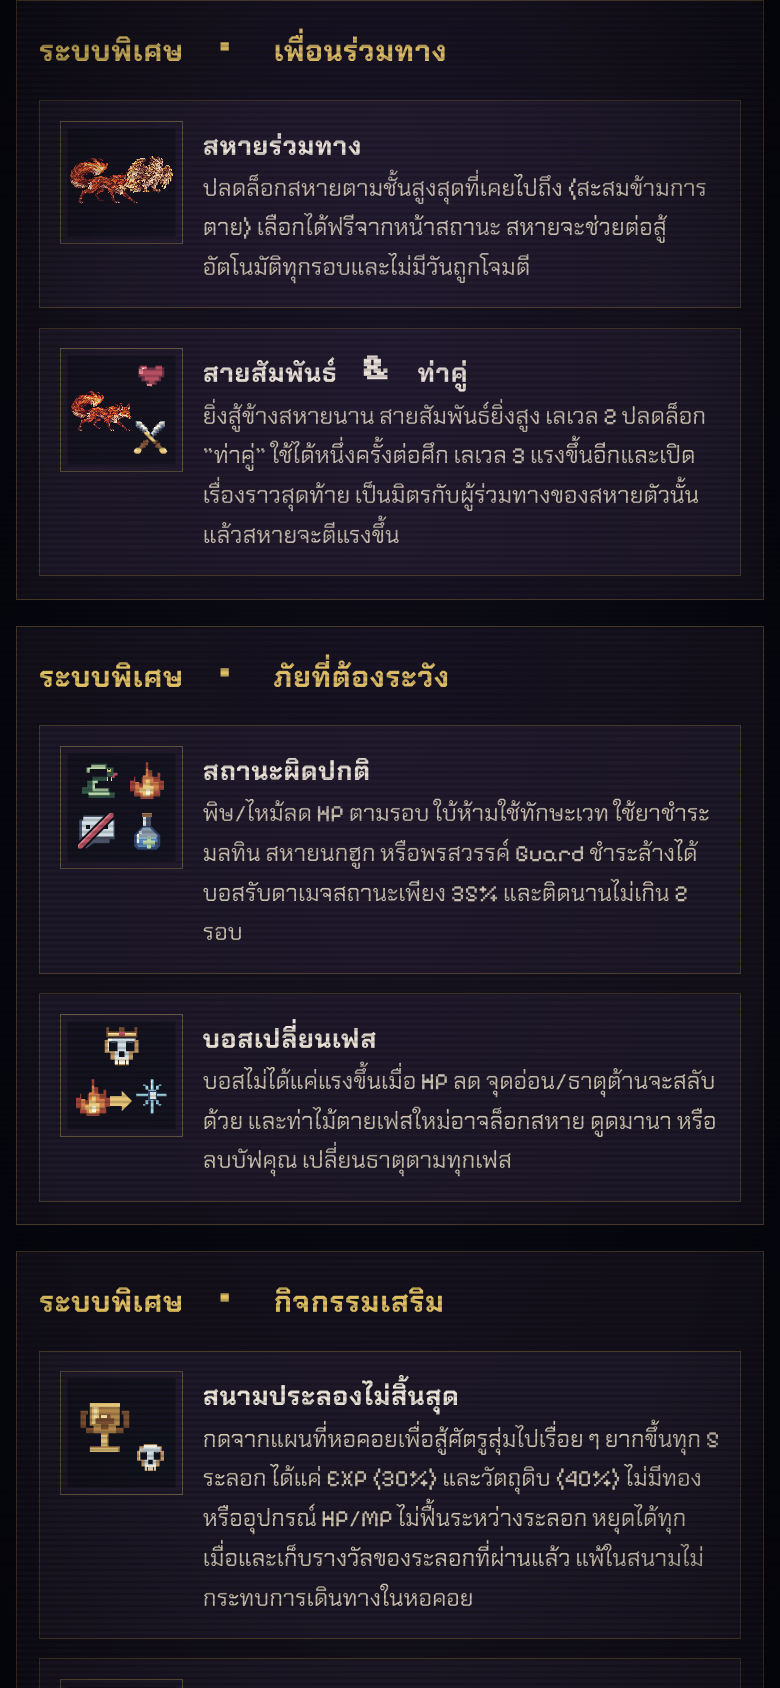 ระบบพิเศษ · เพื่อนร่วมทาง
สหายร่วมทาง
ปลดล็อกสหายตามชั้นสูงสุดที่เคยไปถึง (สะสมข้ามการ
ตาย) เลือกได้ฟรีจากหน้าสถานะ สหายจะช่วยต่อสู้
อัตโนมัติทุกรอบและไม่มีวันถูกโจมตี
สายสัมพันธ์ & ท่าคู่
ยิ่งสู้ข้างสหายนาน สายสัมพันธ์ยิ่งสูง เลเวล 2 ปลดล็อก
"ท่าคู่" ใช้ได้หนึ่งครั้งต่อศึก เลเวล 3 แรงขึ้นอีกและเปิด
เรื่องราวสุดท้าย เป็นมิตรกับผู้ร่วมทางของสหายตัวนั้น
แล้วสหายจะตีแรงขึ้น
ระบบพิเศษ · ภัยที่ต้องระวัง
สถานะผิดปกติ
พิษ/ไหม้ลด HP ตามรอบ ใบ้ห้ามใช้ทักษะเวท ใช้ยาชำระ
มลทิน สหายนกฮูก หรือพรสวรรค์ Guard ชำระล้างได้
บอสรับดาเมจสถานะเพียง 35% และติดนานไม่เกิน 2
รอบ
บอสเปลี่ยนเฟส
บอสไม่ได้แค่แรงขึ้นเมื่อ HP ลด จุดอ่อน/ธาตุต้านจะสลับ
ด้วย และท่าไม้ตายเฟสใหม่อาจล็อกสหาย ดูดมานา หรือ
ลบบัฟคุณ เปลี่ยนธาตุตามทุกเฟส
ระบบพิเศษ · กิจกรรมเสริม
สนามประลองไม่สิ้นสุด
กดจากแผนที่หอคอยเพื่อสู้ศัตรูสุ่มไปเรื่อย ๆ ยากขึ้นทุก 5
ระลอก ได้แค่ EXP (30%) และวัตถุดิบ (40%) ไม่มีทอง
หรืออุปกรณ์ HP/MP ไม่ฟื้นระหว่างระลอก หยุดได้ทุก
เมื่อและเก็บรางวัลของระลอกที่ผ่านแล้ว แพ้ในสนามไม่
กระทบการเดินทางในหอคอย